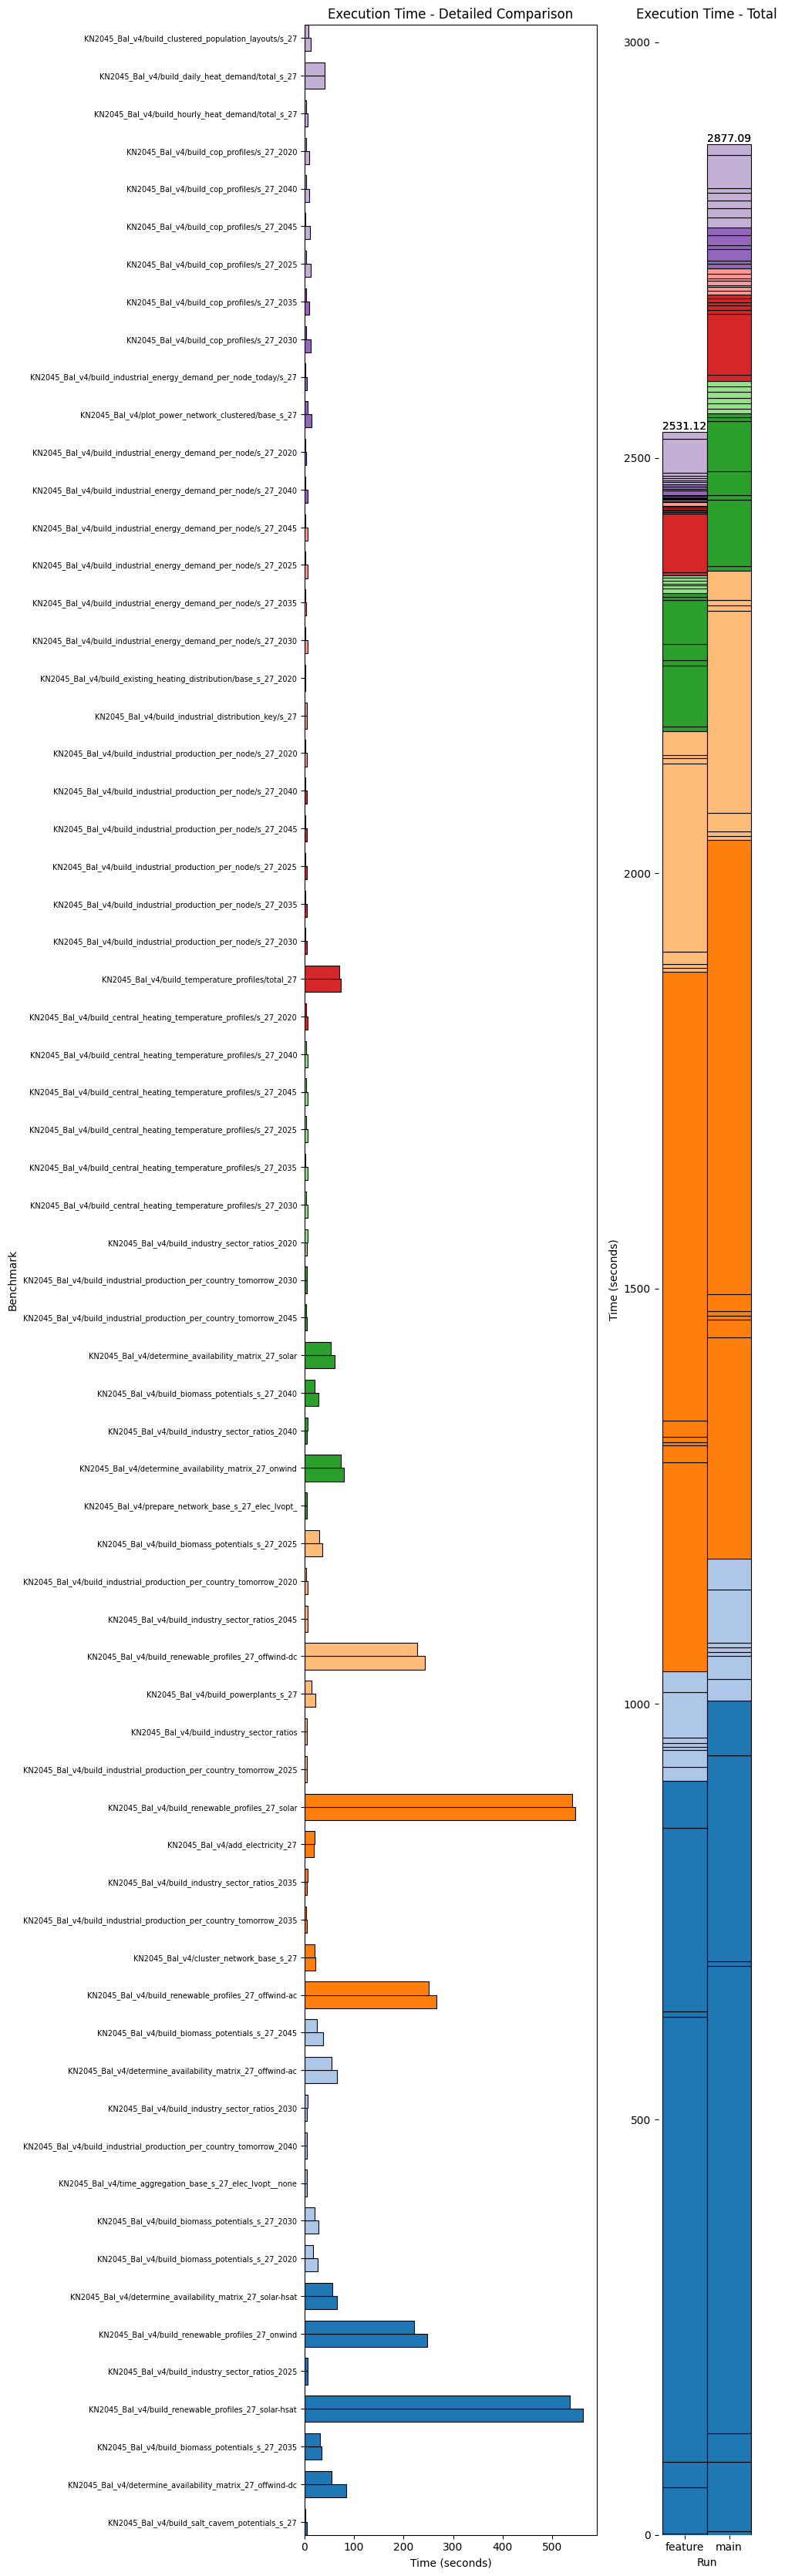 Execution Time - Detailed Comparison
KN2045_Bal_v4/build_clustered_population_layouts/s_27
KN2045_Bal_v4/build_daily_heat_demand/total_s_27
KN2045_Bal_v4/build_hourly_heat_demand/total_s_27
KN2045_Bal_v4/build_cop_profiles/s_27_2020
KN2045_Bal_v4/build_cop_profiles/s_27_2040
KN2045_Bal_v4/build_cop_profiles/s_27_2045
KN2045_Bal_v4/build_cop_profiles/s_27_2025
KN2045_Bal_v4/build_cop_profiles/s_27_2035
KN2045_Bal_v4/build_cop_profiles/s_27_2030
KN2045_Bal_v4/build_industrial_energy_demand_per_node_today/s_27
KN2045_Bal_v4/plot_power_network_clustered/base_s_27
KN2045_Bal_v4/build_industrial_energy_demand_per_node/s_27_2020
KN2045_Bal_v4/build_industrial_energy_demand_per_node/s_27_2040
KN2045_Bal_v4/build_industrial_energy_demand_per_node/s_27_2045
KN2045_Bal_v4/build_industrial_energy_demand_per_node/s_27_2025
KN2045_Bal_v4/build_industrial_energy_demand_per_node/s_27_2035
KN2045_Bal_v4/build_industrial_energy_demand_per_node/s_27_2030
KN2045_Bal_v4/build_existing_heating_distribution/base_s_27_2020
KN2045_Bal_v4/build_industrial_distribution_key/s_27
KN2045_Bal_v4/build_industrial_production_per_node/s_27_2020
KN2045_Bal_v4/build_industrial_production_per_node/s_27_2040
KN2045_Bal_v4/build_industrial_production_per_node/s_27_2045
KN2045_Bal_v4/build_industrial_production_per_node/s_27_2025
KN2045_Bal_v4/build_industrial_production_per_node/s_27_2035
KN2045_Bal_v4/build_industrial_production_per_node/s_27_2030
KN2045_Bal_v4/build_temperature_profiles/total_27
KN2045_Bal_v4/build_central_heating_temperature_profiles/s_27_2020
KN2045_Bal_v4/build_central_heating_temperature_profiles/s_27_2040
KN2045_Bal_v4/build_central_heating_temperature_profiles/s_27_2045
KN2045_Bal_v4/build_central_heating_temperature_profiles/s_27_2025
KN2045_Bal_v4/build_central_heating_temperature_profiles/s_27_2035
KN2045_Bal_v4/build_central_heating_temperature_profiles/s_27_2030
KN2045_Bal_v4/build_industry_sector_ratios_2020
KN2045_Bal_v4/build_industrial_production_per_country_tomorrow_2030
KN2045_Bal_v4/build_industrial_production_per_country_tomorrow_2045
KN2045_Bal_v4/determine_availability_matrix_27_solar
KN2045_Bal_v4/build_biomass_potentials_s_27_2040
KN2045_Bal_v4/build_industry_sector_ratios_2040
KN2045_Bal_v4/determine_availability_matrix_27_onwind
KN2045_Bal_v4/prepare_network_base_s_27_elec_lvopt_
KN2045_Bal_v4/build_biomass_potentials_s_27_2025
KN2045_Bal_v4/build_industrial_production_per_country_tomorrow_2020
KN2045_Bal_v4/build_industry_sector_ratios_2045
KN2045_Bal_v4/build_renewable_profiles_27_offwind-dc
KN2045_Bal_v4/build_powerplants_s_27
KN2045_Bal_v4/build_industry_sector_ratios
KN2045_Bal_v4/build_industrial_production_per_country_tomorrow_2025
KN2045_Bal_v4/build_renewable_profiles_27_solar
KN2045_Bal_v4/add_electricity_27
KN2045_Bal_v4/build_industry_sector_ratios_2035
KN2045_Bal_v4/build_industrial_production_per_country_tomorrow_2035
KN2045_Bal_v4/cluster_network_base_s_27
KN2045_Bal_v4/build_renewable_profiles_27_offwind-ac
KN2045_Bal_v4/build_biomass_potentials_s_27_2045
KN2045_Bal_v4/determine_availability_matrix_27_offwind-ac
KN2045_Bal_v4/build_industry_sector_ratios_2030
KN2045_Bal_v4/build_industrial_production_per_country_tomorrow_2040
KN2045_Bal_v4/time_aggregation_base_s_27_elec_lvopt__none
KN2045_Bal_v4/build_biomass_potentials_s_27_2030
KN2045_Bal_v4/build_biomass_potentials_s_27_2020
KN2045_Bal_v4/determine_availability_matrix_27_solar-hsat
KN2045_Bal_v4/build_renewable_profiles_27_onwind
KN2045_Bal_v4/build_industry_sector_ratios_2025
KN2045_Bal_v4/build_renewable_profiles_27_solar-hsat
KN2045_Bal_v4/build_biomass_potentials_s_27_2035
KN2045_Bal_v4/determine_availability_matrix_27_offwind-dc
KN2045_Bal_v4/build_salt_cavern_potentials_s_27
Benchmark
0 100 200 300 400 500
Time (seconds)
Execution Time - Total
3000
2877.09
2531.12
2500
2000
1500
1000
500
0
Time (seconds)
feature main
Run